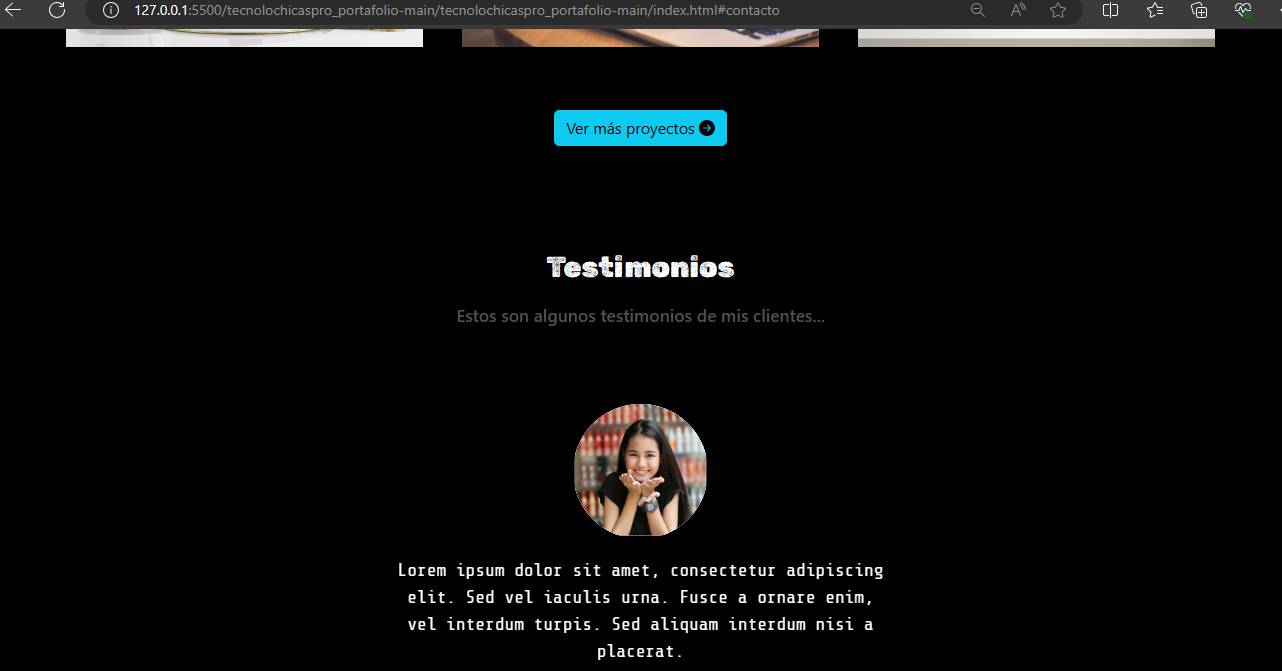 127.0.0.1:5500/tecnolochicaspro_portafolio-main/tecnolochicaspro_portafolio-main/index.html#contacto
Ver más proyectos
Testimonios
Estos son algunos testimonios de mis clientes...
Lorem ipsum dolor sit amet, consectetur adipiscing
elit. Sed vel iaculis urna. Fusce a ornare enim,
vel interdum turpis. Sed aliquam interdum nisi a
placerat.